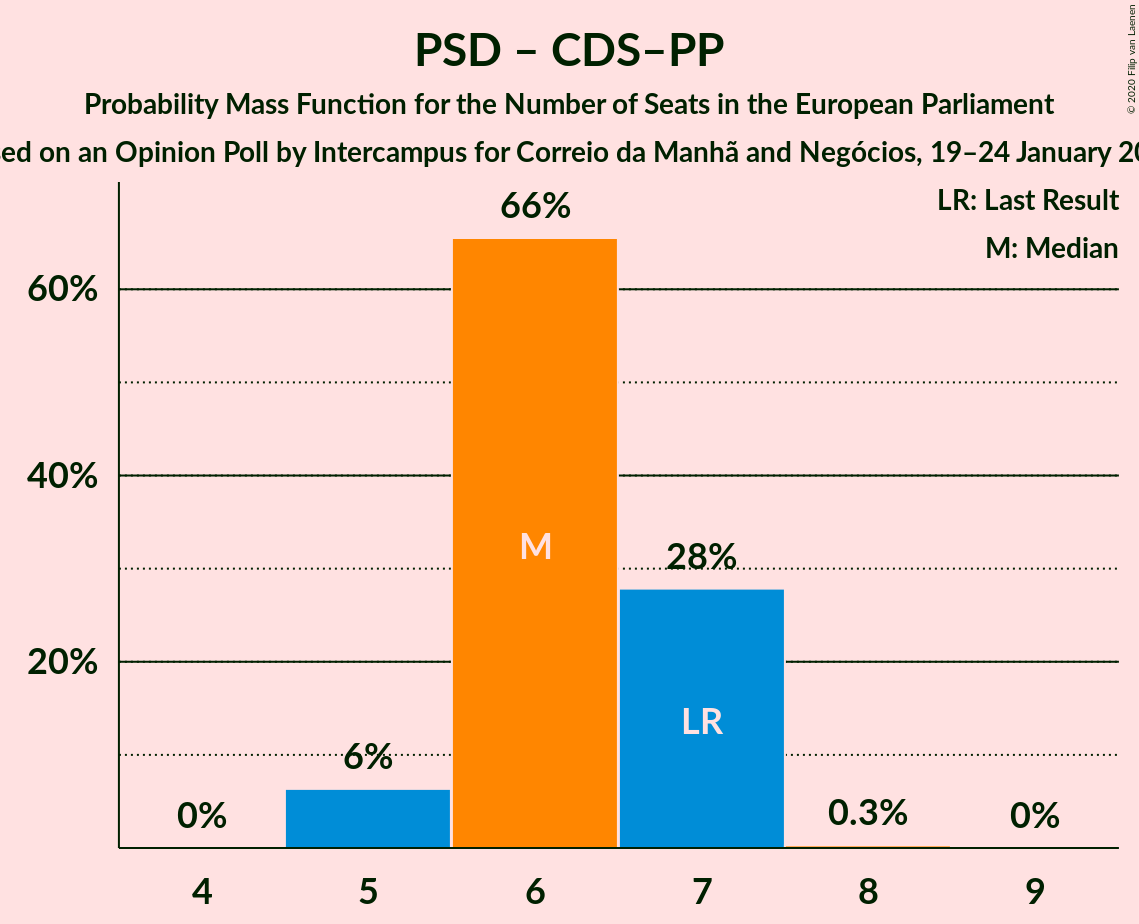 PSD – CDS–PP
Probability Mass Function for the Number of Seats in the European Parliament
on an Opinion Poll by Intercampus for Correio da Manhã and Negócios, 19–24 January
© 2020 Filip van Laenen
LR: Last Result
M: Median
66%
60%
40%
M
28%
20%
LR
6%
0%
0.3%
0%
4 5 6 7 8 9